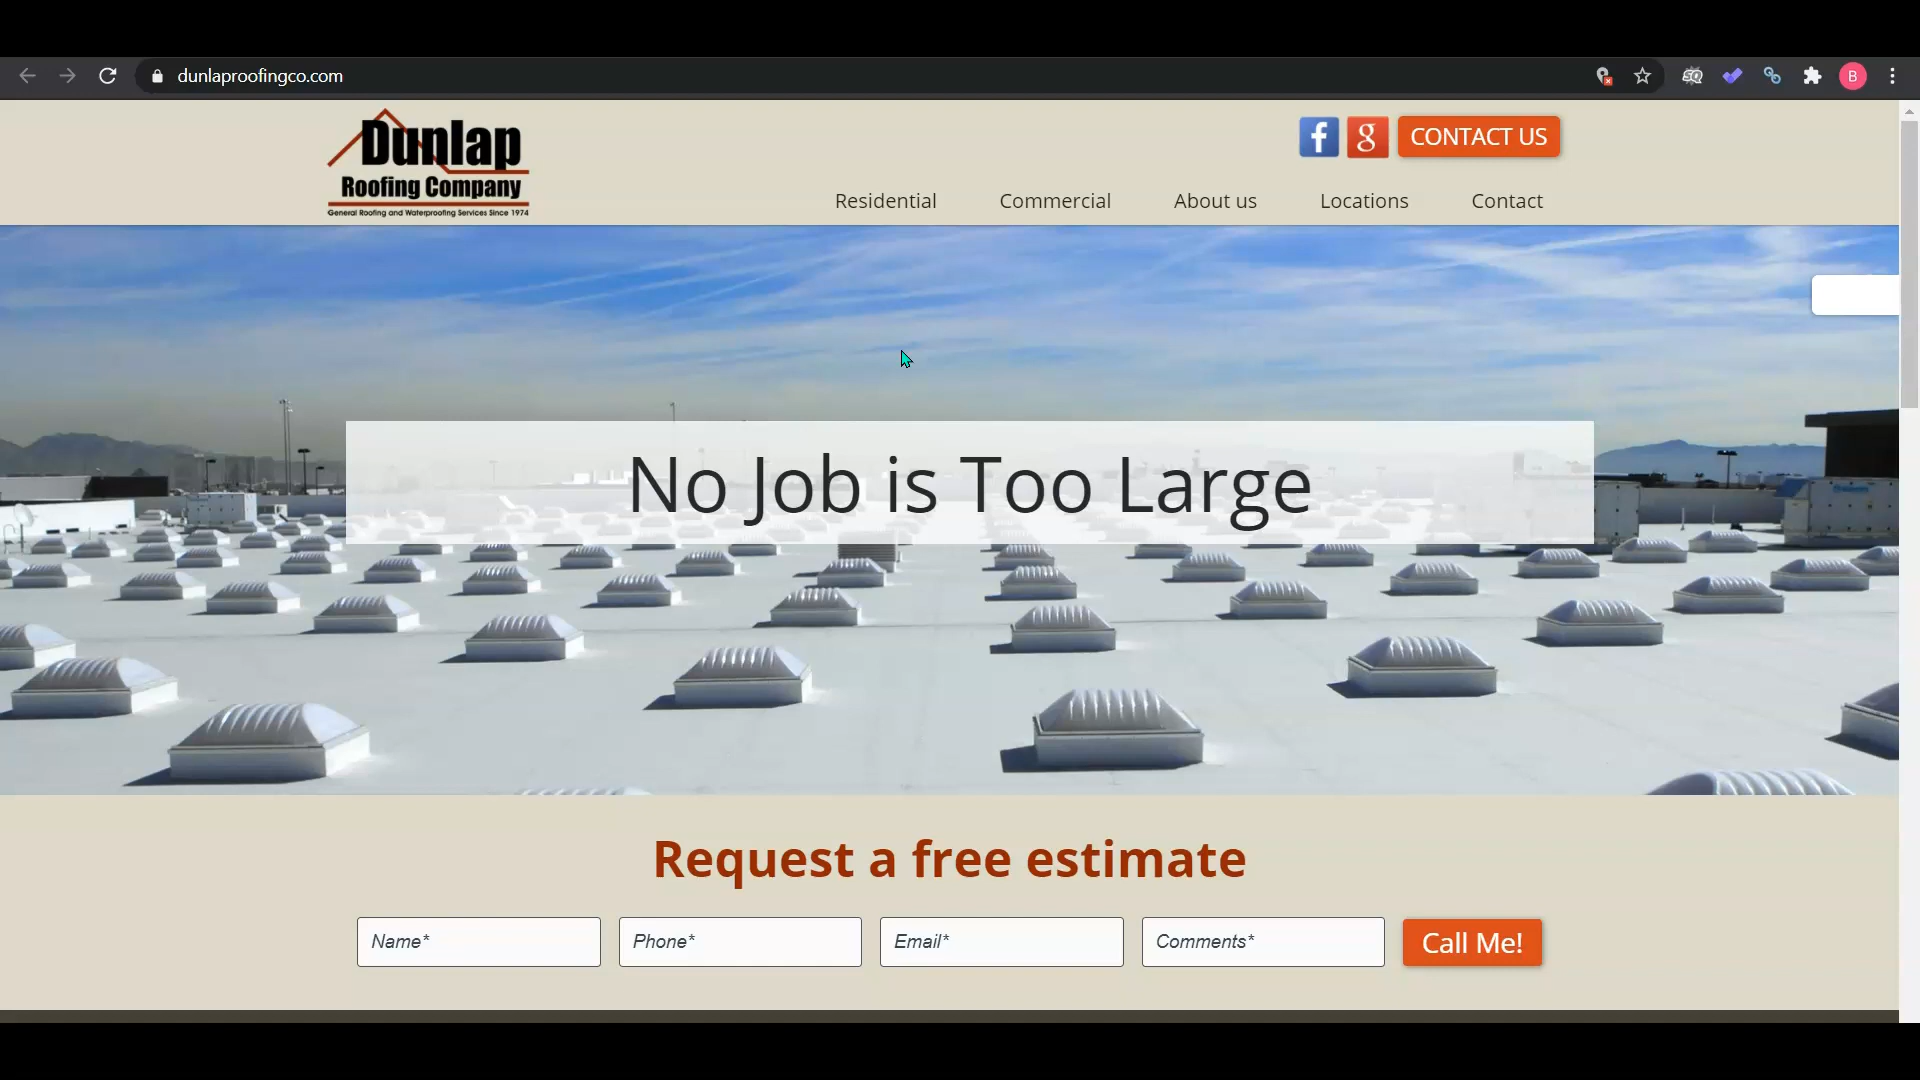 dunlaproofingco.com
B
Dunlap
Roofing Company
General Roofing and Waterproofing Services Since 1974
f
g
CONTACT US
Residential
Commercial
About us
Locations
Contact
No Job is Too Large
Request a free estimate
Name*
Phone*
Email*
Comments*
Call Me!